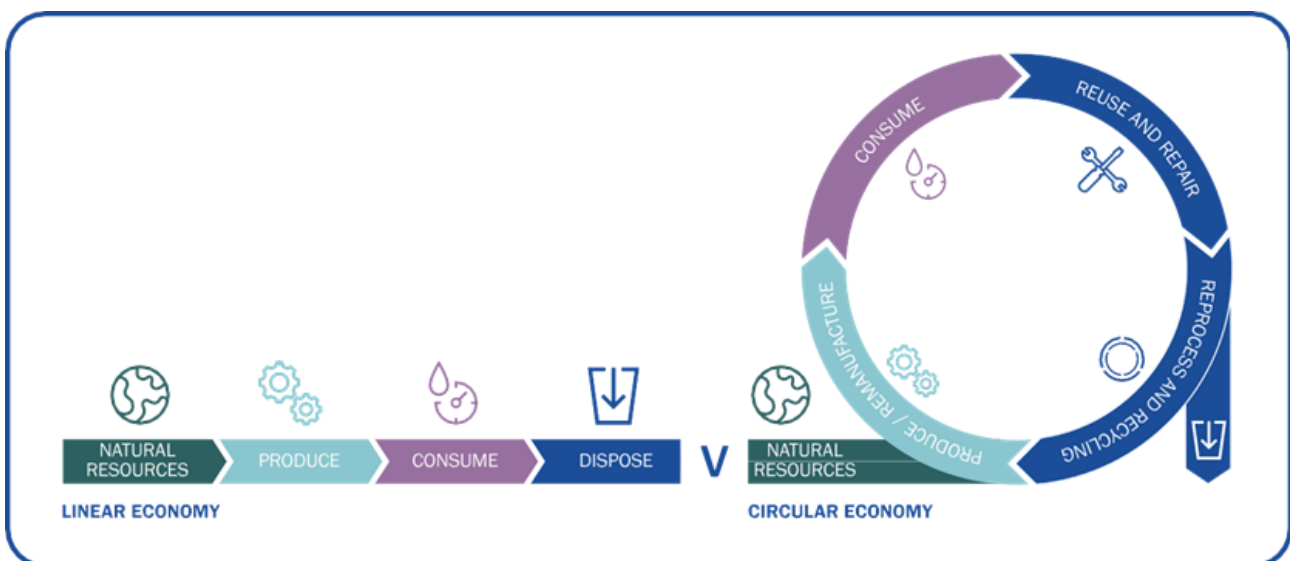 NATURAL
RESOURCES
PRODUCE
CONSUME
DISPOSE
LINEAR ECONOMY
V
NATURAL
RESOURCES
PRODUCE / REMANUFACTURE
CONSUME
REUSE AND REPAIR
REPROCESS AND RECYCLING
CIRCULAR ECONOMY